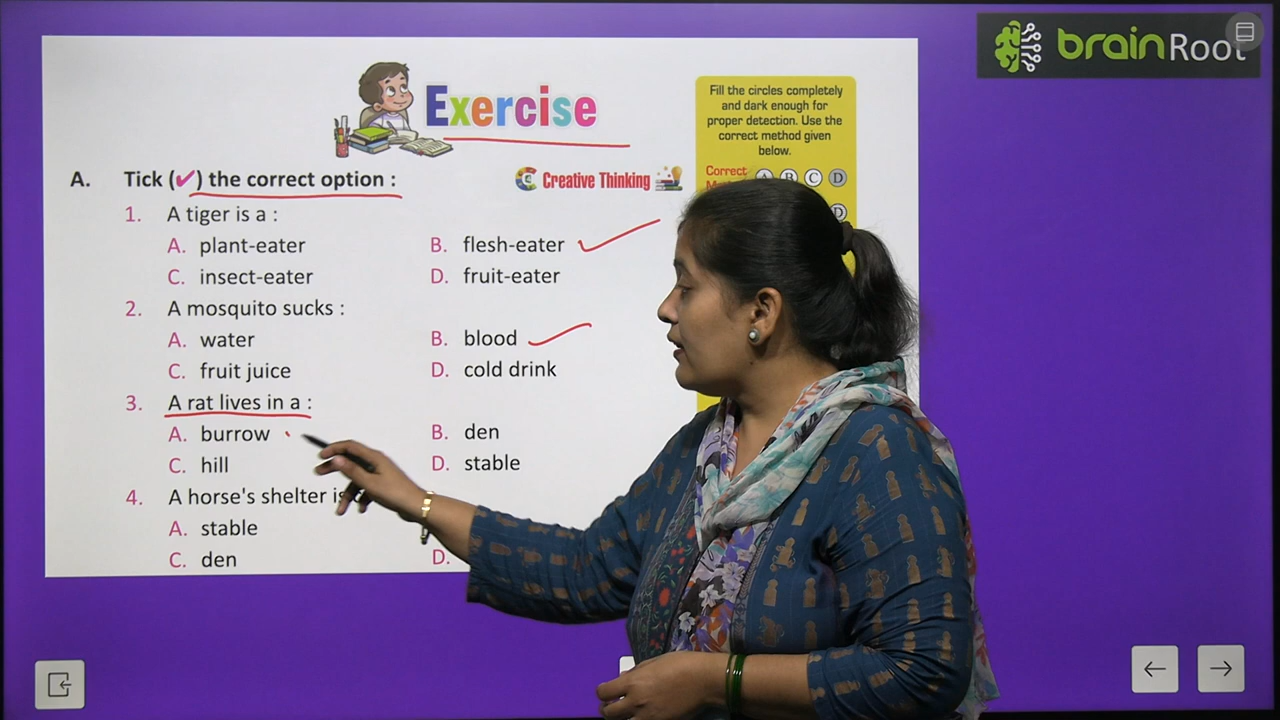 brainRoot
Exercise
Fill the circles completely
and dark enough for
proper detection. Use the
correct method given
below.
Correct
A B C D
D
A. Tick (✔) the correct option :
Creative Thinking
1. A tiger is a :
A. plant-eater B. flesh-eater
C. insect-eater D. fruit-eater
2. A mosquito sucks :
A. water B. blood
C. fruit juice D. cold drink
3. A rat lives in a :
A. burrow B. den
C. hill D. stable
4. A horse's shelter is
A. stable
C. den D.